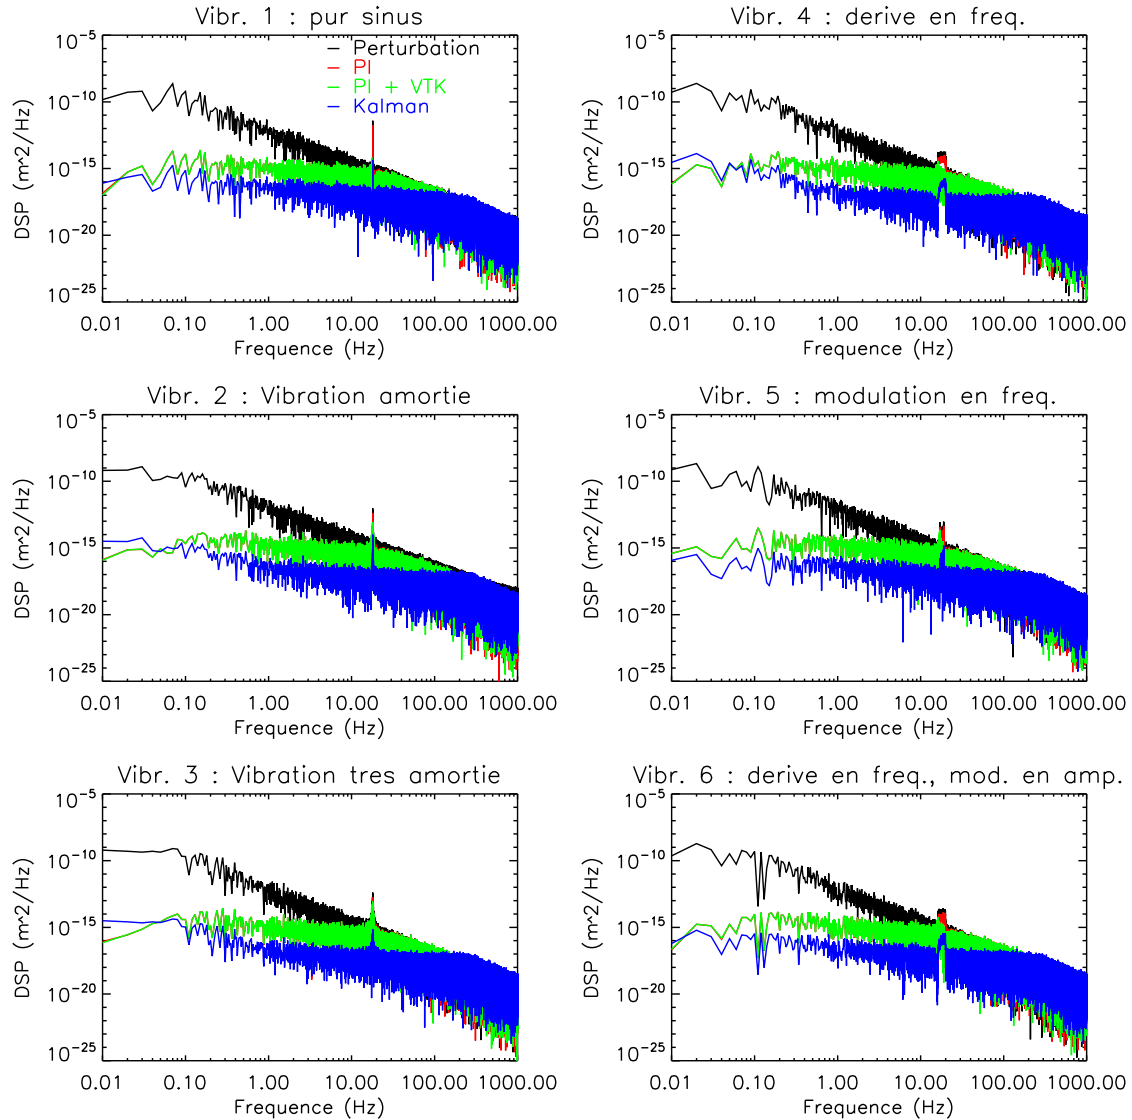 Vibr. 1 : pur sinus
10^-5
10^-10
10^-15
10^-20
10^-25
DSP (m^2/Hz)
Perturbation
PI
PI + VTK
Kalman
0.01 0.10 1.00 10.00 100.00 1000.00
Frequence (Hz)
Vibr. 4 : derive en freq.
10^-5
10^-10
10^-15
10^-20
10^-25
DSP (m^2/Hz)
0.01 0.10 1.00 10.00 100.00 1000.00
Frequence (Hz)
Vibr. 2 : Vibration amortie
10^-5
10^-10
10^-15
10^-20
10^-25
DSP (m^2/Hz)
0.01 0.10 1.00 10.00 100.00 1000.00
Frequence (Hz)
Vibr. 5 : modulation en freq.
10^-5
10^-10
10^-15
10^-20
10^-25
DSP (m^2/Hz)
0.01 0.10 1.00 10.00 100.00 1000.00
Frequence (Hz)
Vibr. 3 : Vibration tres amortie
10^-5
10^-10
10^-15
10^-20
10^-25
DSP (m^2/Hz)
0.01 0.10 1.00 10.00 100.00 1000.00
Frequence (Hz)
Vibr. 6 : derive en freq., mod. en amp.
10^-5
10^-10
10^-15
10^-20
10^-25
DSP (m^2/Hz)
0.01 0.10 1.00 10.00 100.00 1000.00
Frequence (Hz)